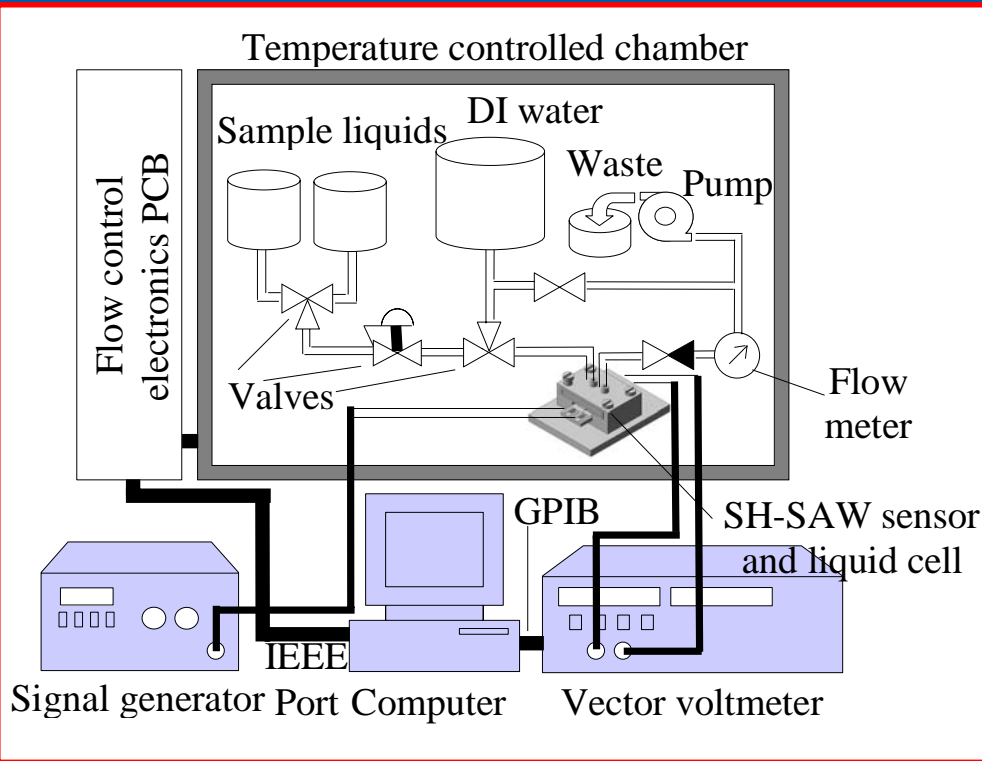 Temperature controlled chamber
Flow control
electronics PCB
Sample liquids
DI water
Waste
Pump
Valves
Flow
meter
GPIB
SH-SAW sensor
and liquid cell
IEEE
Port
Signal generator
Computer
Vector voltmeter